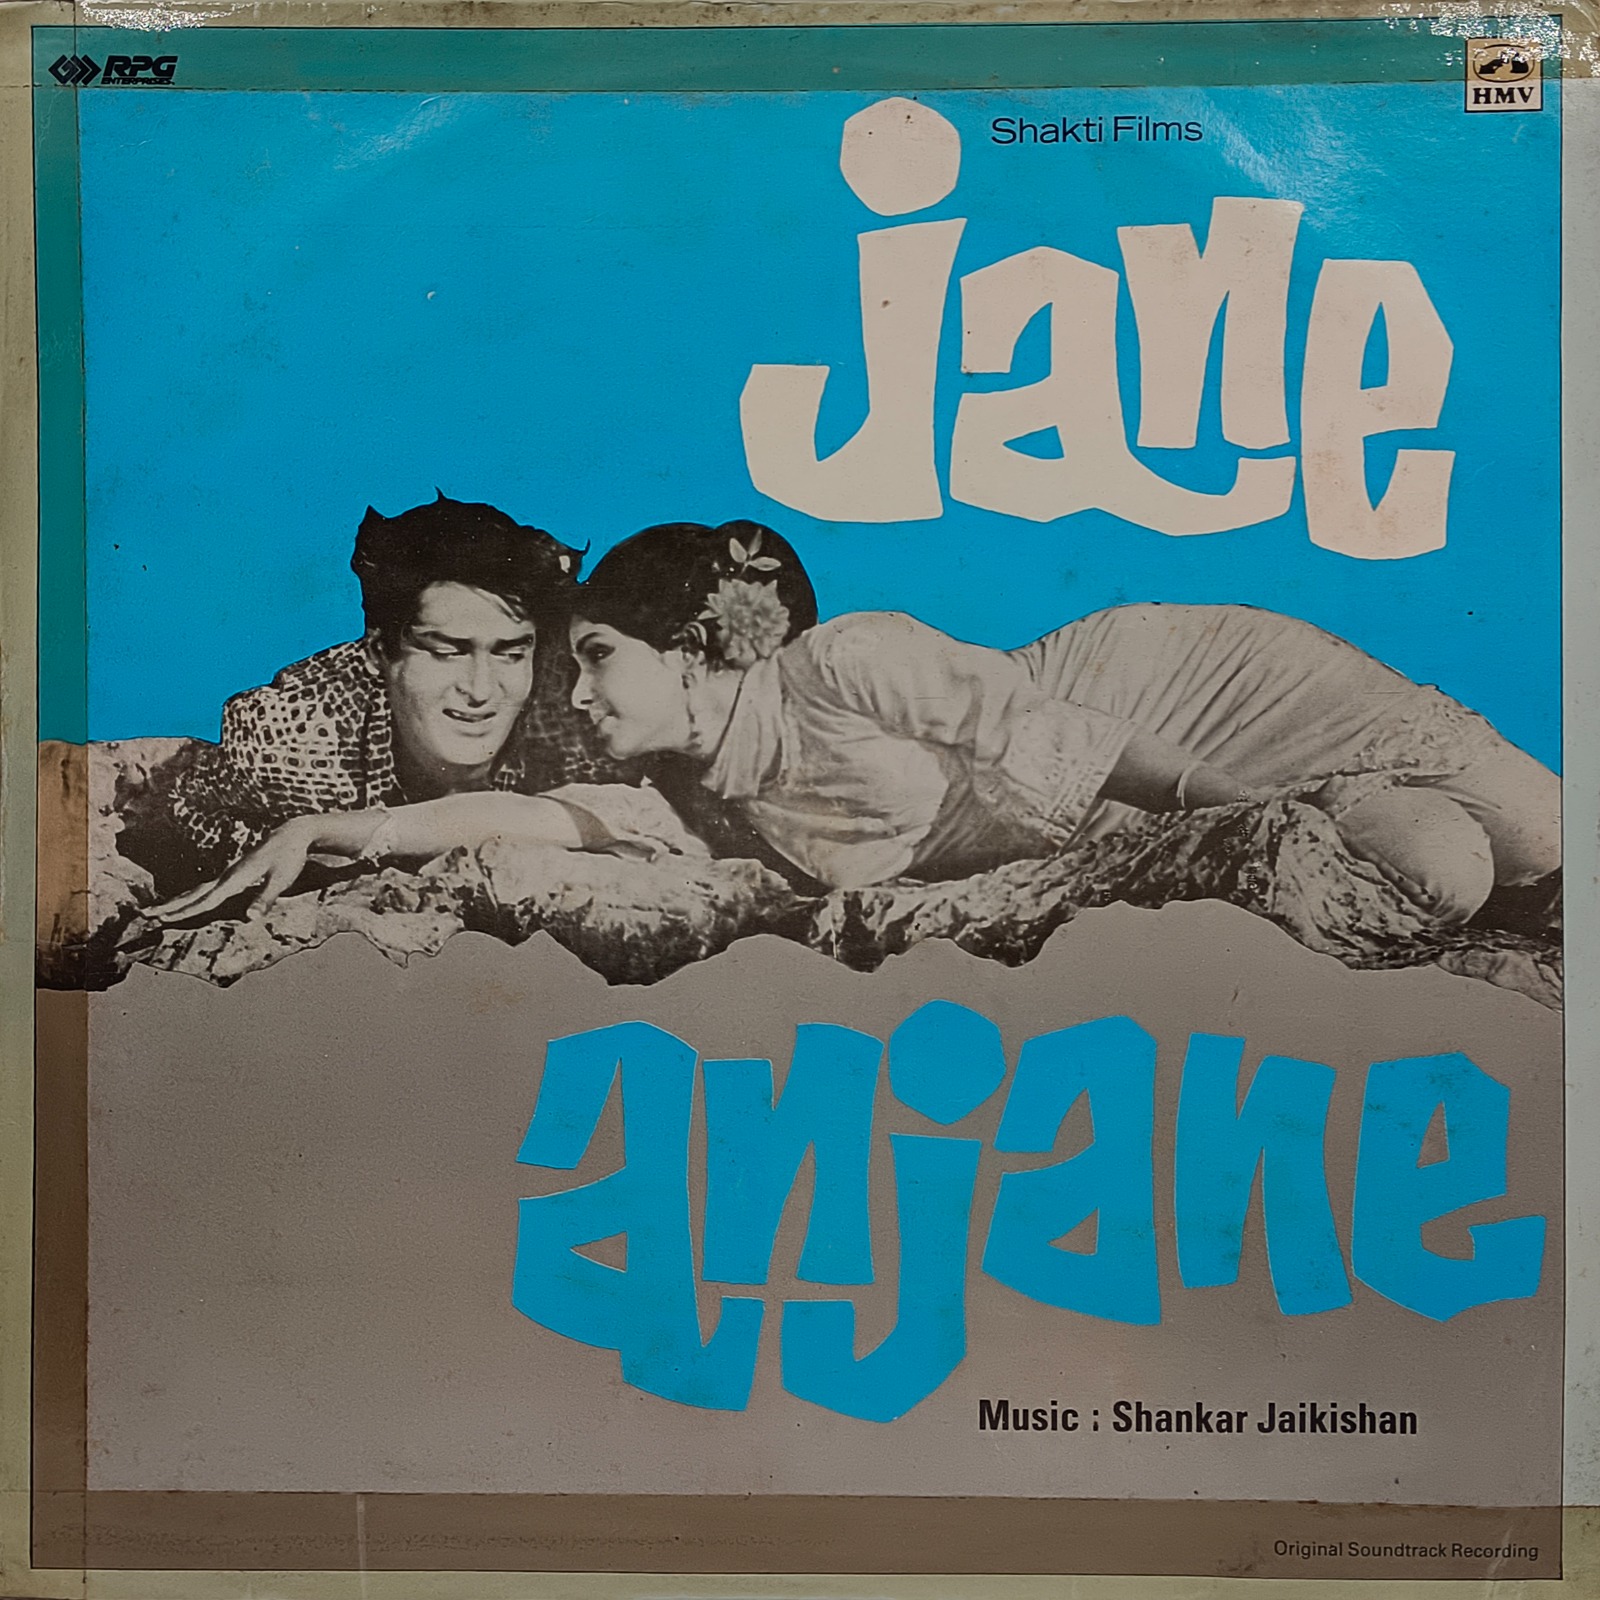 RPG
ENTERPRISES
HMV
Shakti Films
jane
anjane
Music : Shankar Jaikishan
Original Soundtrack Recording